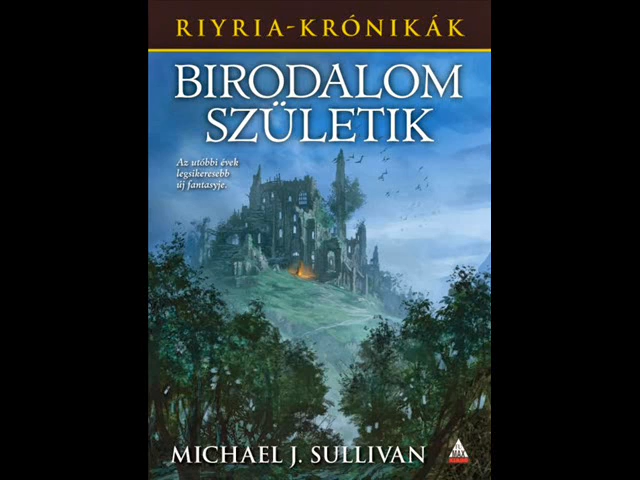 RIYRIA-KRÓNIKÁK
BIRODALOM
SZÜLETIK
Az utóbbi évek
legsikeresebb
új fantasyje.
MICHAEL J. SULLIVAN